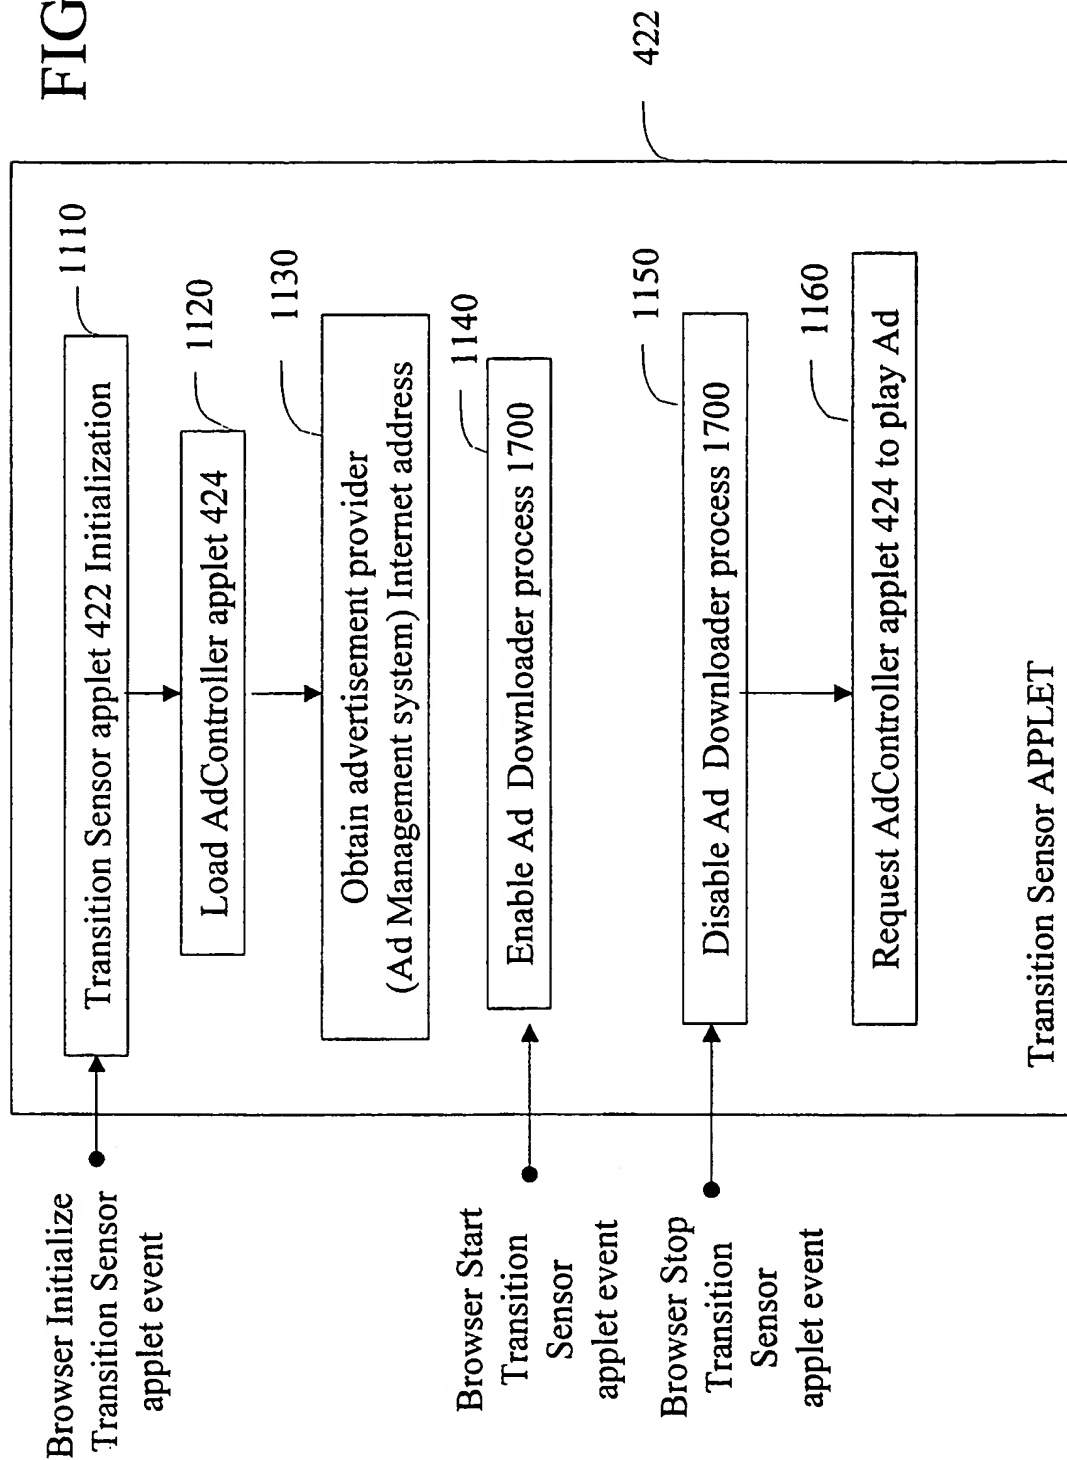 FIG
Browser Initialize
Transition Sensor
applet event
Transition Sensor applet 422 Initialization
1110
Load AdController applet 424
1120
Obtain advertisement provider
(Ad Management system) Internet address
1130
Browser Start
Transition
Sensor
applet event
Enable Ad Downloader process 1700
1140
Browser Stop
Transition
Sensor
applet event
Disable Ad Downloader process 1700
1150
Request AdController applet 424 to play Ad
1160
422
Transition Sensor APPLET